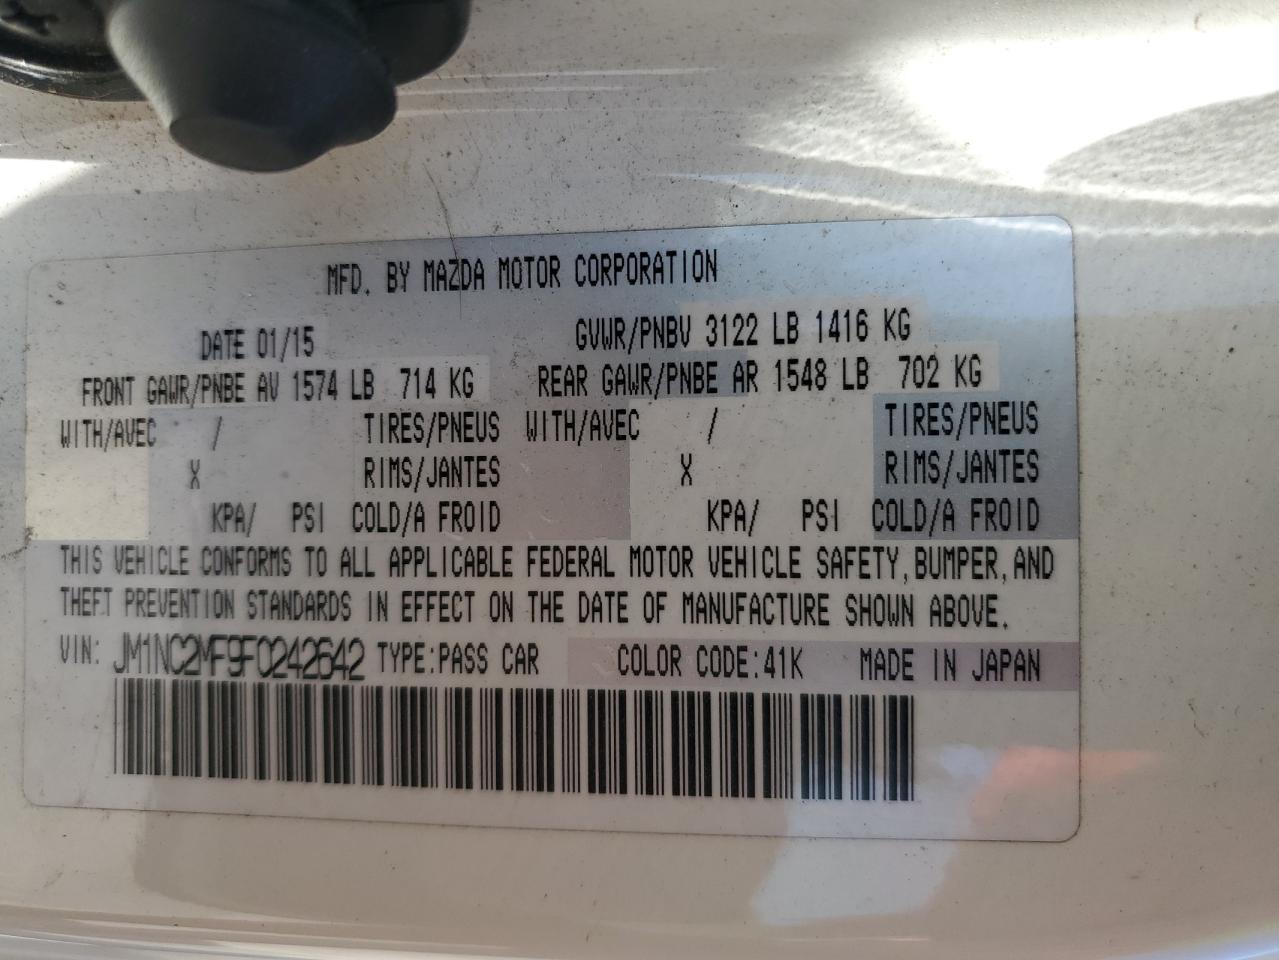 MFD. BY MAZDA MOTOR CORPORATION
DATE 01/15 GVWR/PNBV 3122 LB 1416 KG
FRONT GAWR/PNBE AV 1574 LB 714 KG REAR GAWR/PNBE AR 1548 LB 702 KG
WITH/AVEC / TIRES/PNEUS WITH/AVEC / TIRES/PNEUS
X RIMS/JANTES X RIMS/JANTES
KPA/ PSI COLD/A FROID KPA/ PSI COLD/A FROID
THIS VEHICLE CONFORMS TO ALL APPLICABLE FEDERAL MOTOR VEHICLE SAFETY, BUMPER, AND
THEFT PREVENTION STANDARDS IN EFFECT ON THE DATE OF MANUFACTURE SHOWN ABOVE.
VIN: JM1NC2MF9F0242642 TYPE:PASS CAR COLOR CODE:41K MADE IN JAPAN